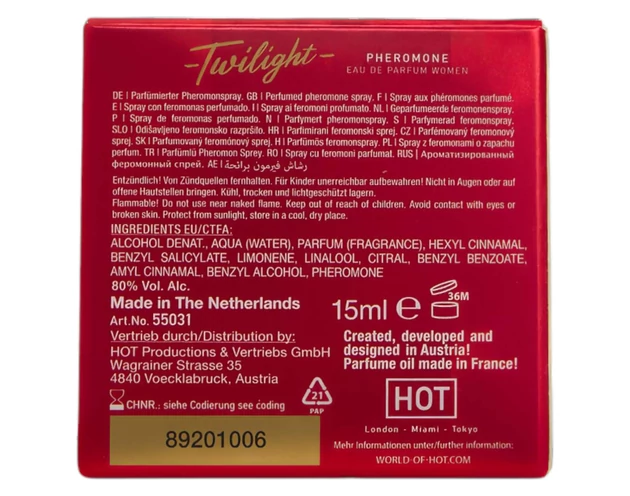 -Twilight-
PHEROMONE
EAU DE PARFUM WOMEN
DE | Parfümierter Pheromonspray. GB | Perfumed pheromone spray. F | Spray aux phéromones parfumé.
E | Spray con feromonas perfumado. I | Spray ai feromoni profumato. NL | Geparfumeerde feromonenspray.
P | Spray de feromonas perfumado. N | Parfymert pheromonspray. S | Parfymerad feromonspray.
SLO | Odišavljeno feromonsko razpršilo. HR | Parfimirani feromonski sprej. CZ | Parfémovaný feromonový
sprej. SK | Parfumovaný feromónový sprej. H | Parfümös feromonspray. PL | Spray z feromonami o zapachu
perfum. TR | Parfümlü Pheromon Sprey. RO | Spray cu feromoni parfumat. RUS | Ароматизированный
феромонный спрей. AE | رشاش فيرمون برائحة
Entzündlich! Von Zündquellen fernhalten. Für Kinder unerreichbar aufbewahren! Nicht in Augen oder auf
offene Hautstellen bringen. Kühl, trocken und lichtgeschützt lagern.
Flammable! Do not use near naked flame. Keep out of reach of children. Avoid contact with eyes or
broken skin. Protect from sunlight, store in a cool, dry place.
INGREDIENTS EU/CTFA:
ALCOHOL DENAT., AQUA (WATER), PARFUM (FRAGRANCE), HEXYL CINNAMAL,
BENZYL SALICYLATE, LIMONENE, LINALOOL, CITRAL, BENZYL BENZOATE,
AMYL CINNAMAL, BENZYL ALCOHOL, PHEROMONE
80% Vol. Alc.
Made in The Netherlands
Art.No. 55031
15ml ℮
36M
Vertrieb durch/Distribution by:
HOT Productions & Vertriebs GmbH
Wagrainer Strasse 35
4840 Voecklabruck, Austria
Created, developed and
designed in Austria!
Parfume oil made in France!
CHNR.: siehe Codierung see coding
21
PAP
HOT
London - Miami - Tokyo
89201006
Mehr Informationen unter/further information:
WORLD-OF-HOT.COM